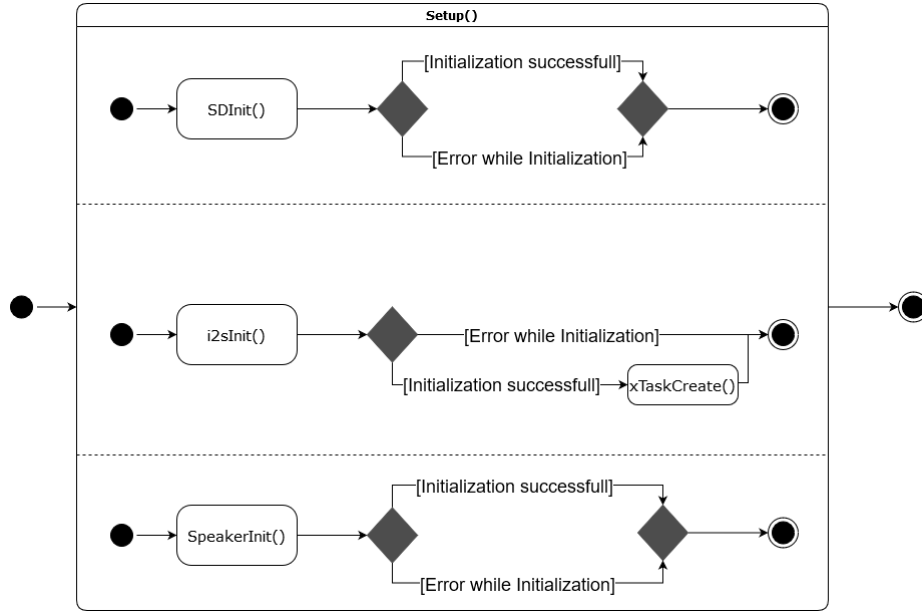 Setup()
[Initialization successfull]
SDInit()
[Error while Initialization]
i2sInit()
[Error while Initialization]
[Initialization successfull]
xTaskCreate()
[Initialization successfull]
SpeakerInit()
[Error while Initialization]